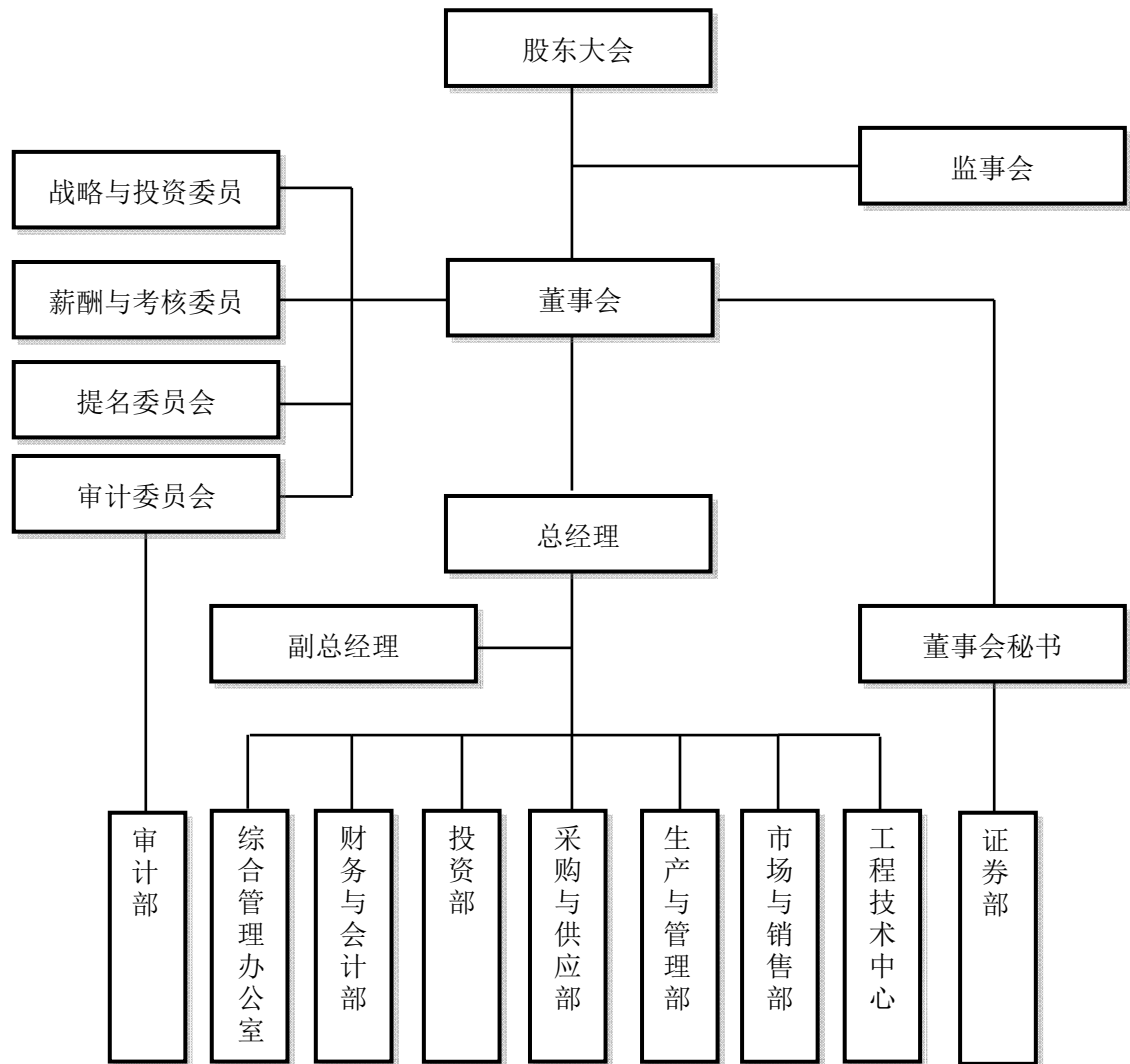 股东大会
监事会
战略与投资委员
薪酬与考核委员
董事会
提名委员会
审计委员会
总经理
副总经理
董事会秘书
审计部
综合管理办公室
财务与会计部
投资部
采购与供应部
生产与管理部
市场与销售部
工程技术中心
证券部